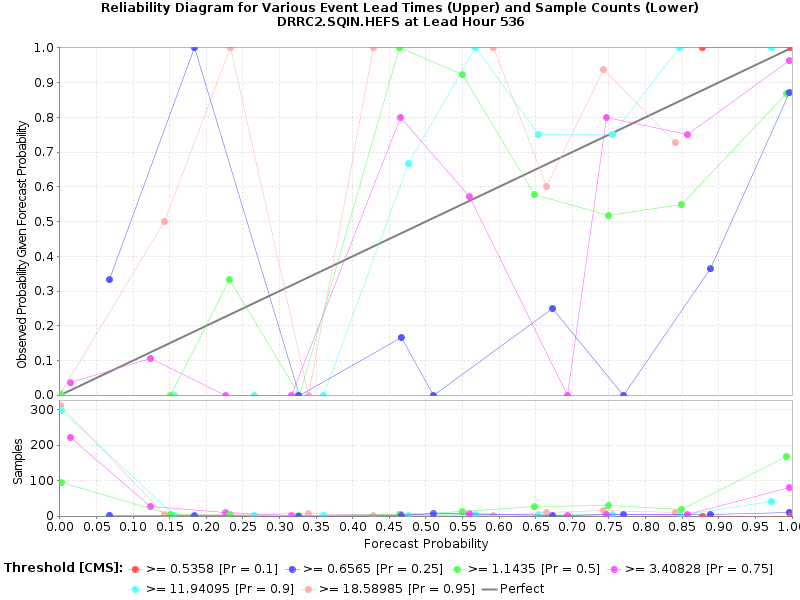 Reliability Diagram for Various Event Lead Times (Upper) and Sample Counts (Lower)
DRRC2.SQIN.HEFS at Lead Hour 536
Observed Probability Given Forecast Probability
1.0
0.9
0.8
0.7
0.6
0.5
0.4
0.3
0.2
0.1
0.0
Samples
300
200
100
0
0.00 0.05 0.10 0.15 0.20 0.25 0.30 0.35 0.40 0.45 0.50 0.55 0.60 0.65 0.70 0.75 0.80 0.85 0.90 0.95 1.0
Forecast Probability
Threshold [CMS]: >= 0.5358 [Pr = 0.1] >= 0.6565 [Pr = 0.25] >= 1.1435 [Pr = 0.5] >= 3.40828 [Pr = 0.75]
>= 11.94095 [Pr = 0.9] >= 18.58985 [Pr = 0.95] Perfect